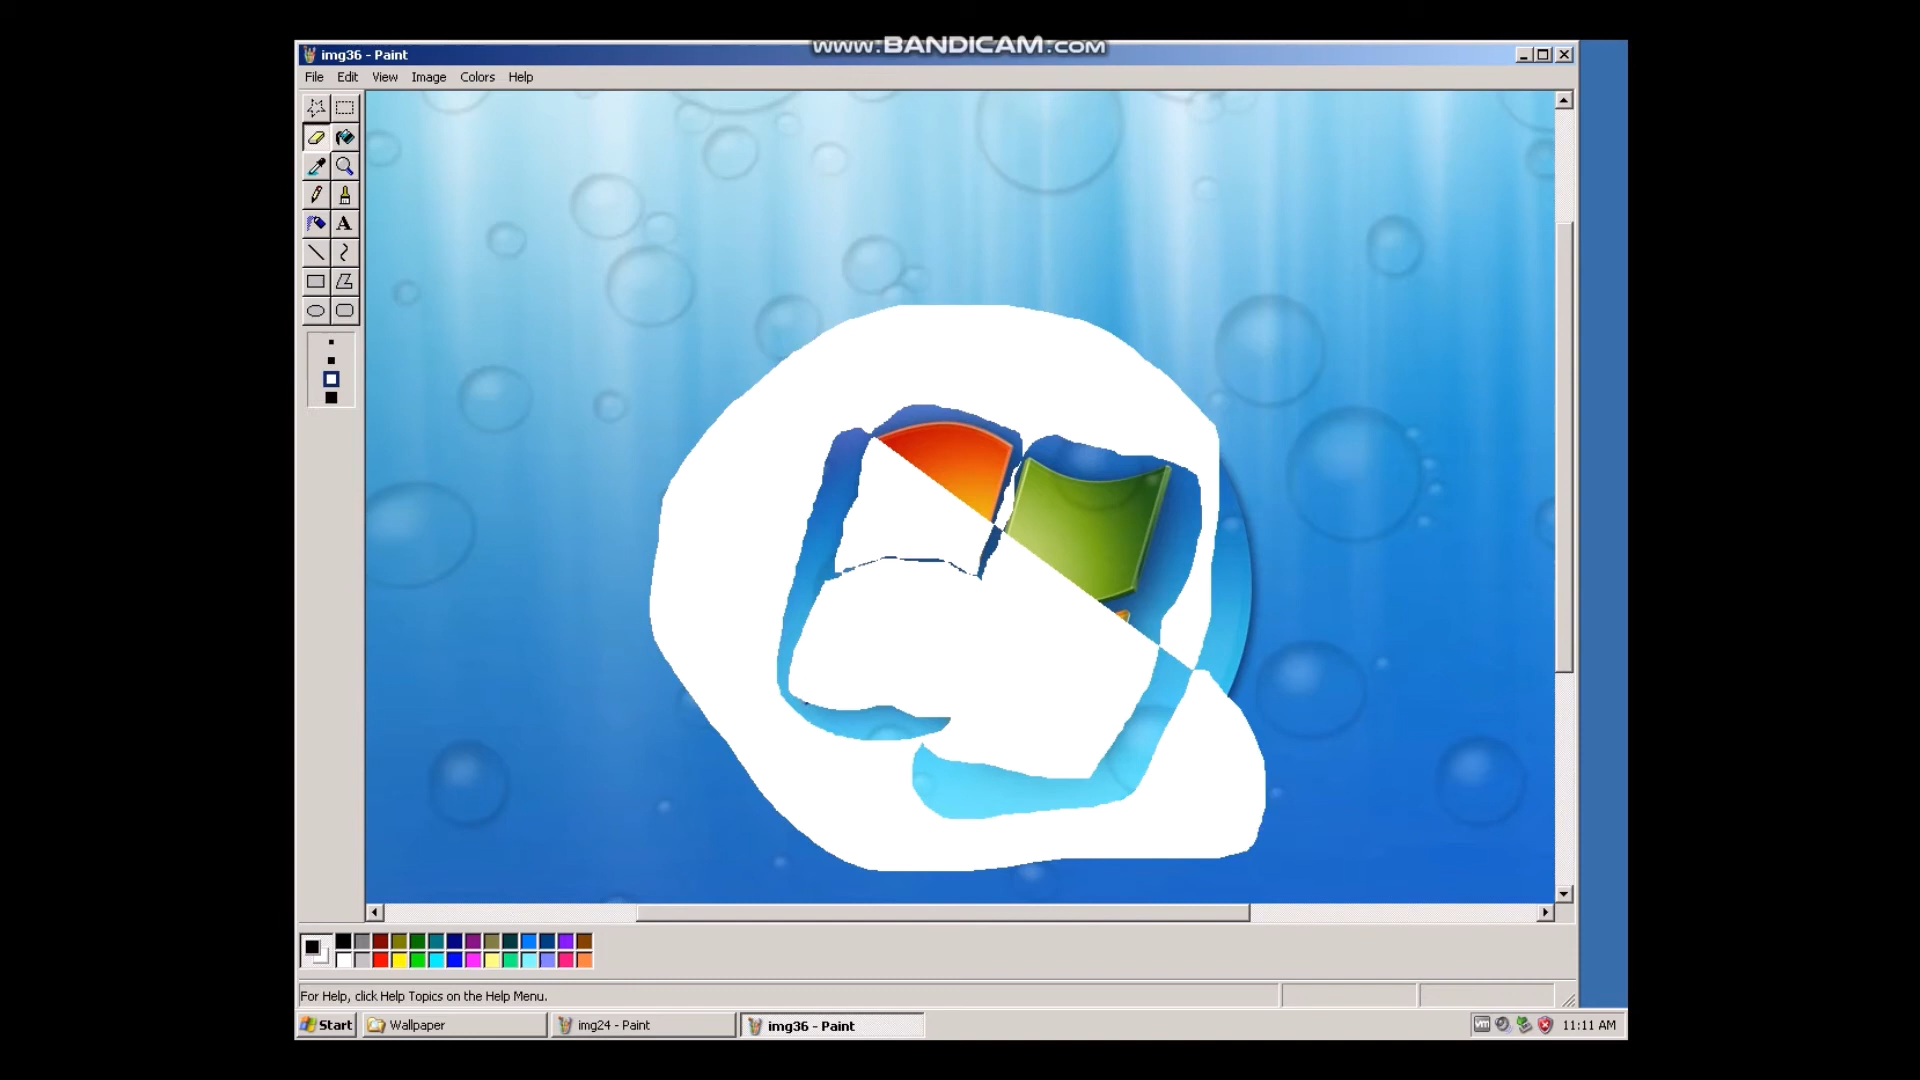 www.BANDICAM.com
img36 - Paint
File Edit View Image Colors Help
A
For Help, click Help Topics on the Help Menu.
Start Wallpaper img24 - Paint img36 - Paint vm 11:11 AM